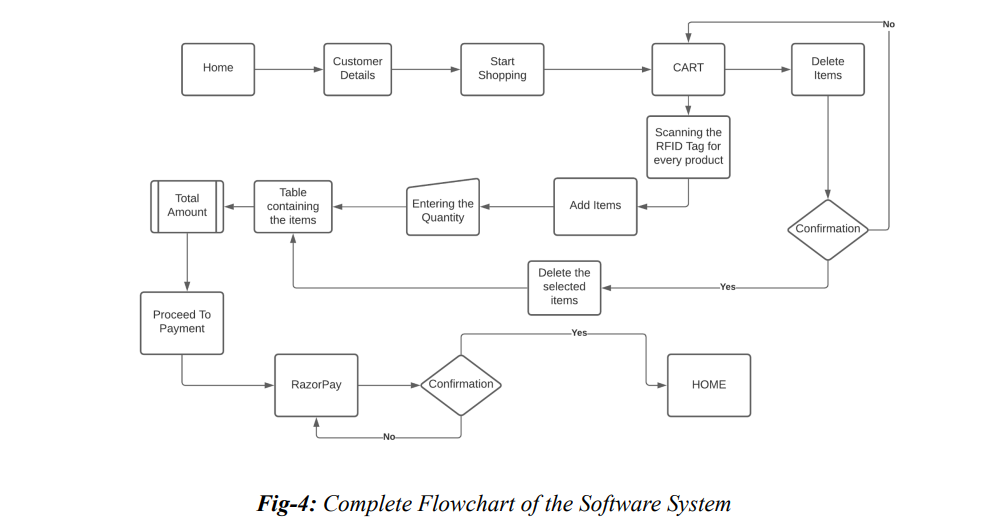 No
Home
Customer
Details
Start
Shopping
CART
Delete
Items
Scanning the
RFID Tag for
every product
Total
Amount
Table
containing
the items
Entering the
Quantity
Add Items
Confirmation
Delete the
selected
items
Yes
Proceed To
Payment
Yes
RazorPay
Confirmation
HOME
No
Fig-4: Complete Flowchart of the Software System